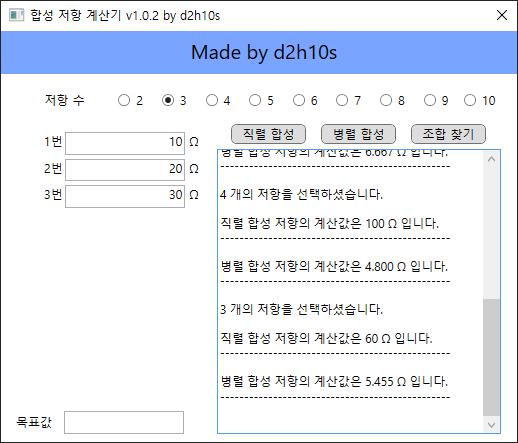 합성 저항 계산기 v1.0.2 by d2h10s
Made by d2h10s
저항 수 2 3 4 5 6 7 8 9 10
직렬 합성 병렬 합성 조합 찾기
1번 10 Ω
2번 20 Ω
3번 30 Ω
병렬 합성 저항의 계산값은 6.667 Ω 입니다.
--------------------------------------------------
4 개의 저항을 선택하셨습니다.
직렬 합성 저항의 계산값은 100 Ω 입니다.
--------------------------------------------------
병렬 합성 저항의 계산값은 4.800 Ω 입니다.
--------------------------------------------------
3 개의 저항을 선택하셨습니다.
직렬 합성 저항의 계산값은 60 Ω 입니다.
--------------------------------------------------
병렬 합성 저항의 계산값은 5.455 Ω 입니다.
--------------------------------------------------
목표값